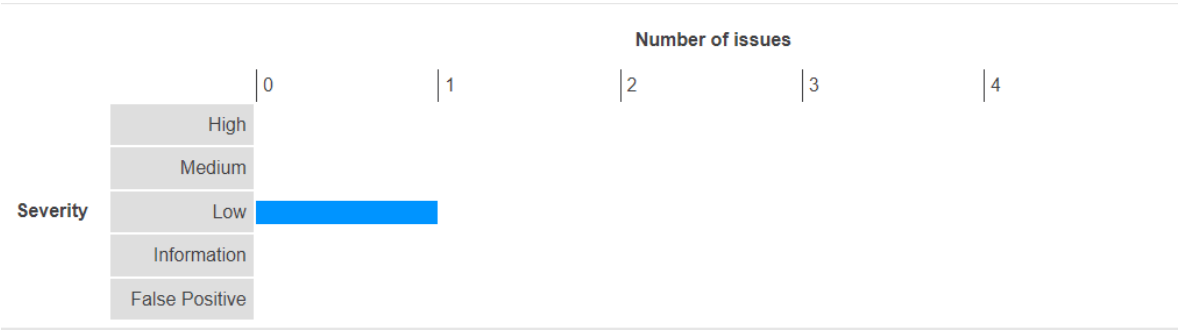 Number of issues
0 1 2 3 4
High
Medium
Severity Low
Information
False Positive